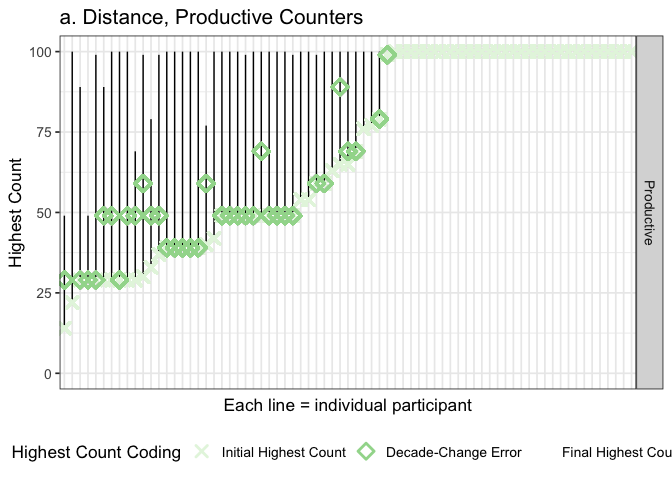 a. Distance, Productive Counters
100
75
50
25
0
Highest Count
Productive
Each line = individual participant
Highest Count Coding Initial Highest Count Decade-Change Error Final Highest Cou